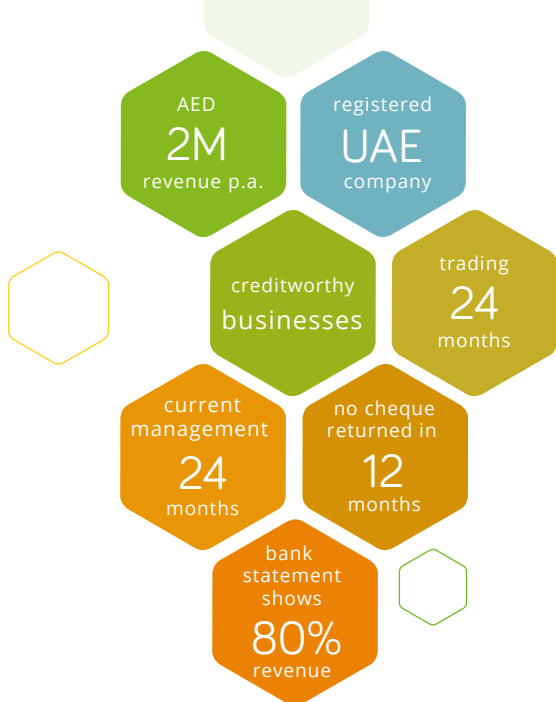 AED
2M
revenue p.a.
registered
UAE
company
creditworthy
businesses
trading
24
months
current
management
24
months
no cheque
returned in
12
months
bank
statement
shows
80%
revenue